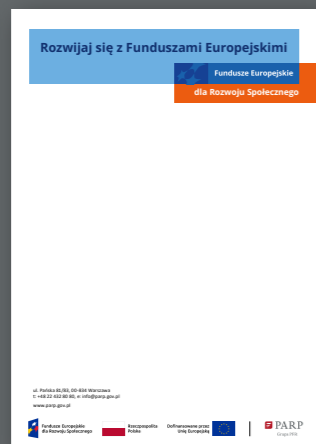 Rozwijaj się z Funduszami Europejskimi
Fundusze Europejskie
dla Rozwoju Społecznego
ul. Pańska 81/83, 00-834 Warszawa
t: +48 22 432 80 80, e: info@parp.gov.pl
www.parp.gov.pl
Fundusze Europejskie
dla Rozwoju Społecznego
Rzeczpospolita
Polska
Dofinansowane przez
Unię Europejską
PARP
Grupa PFR